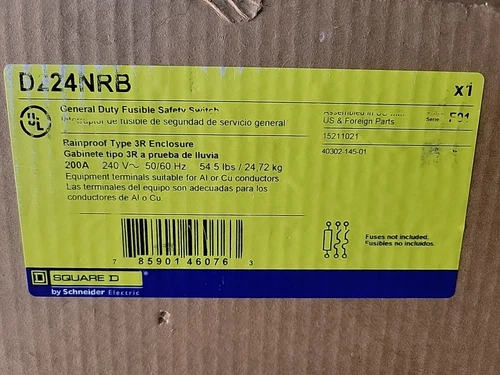 D224NRB x1
General Duty Fusible Safety Switch
Interruptor de fusible de seguridad de servicio general
Assembled in
US & Foreign Parts
Serie F01
Rainproof Type 3R Enclosure
Gabinete tipo 3R a prueba de lluvia
200A 240 V~ 50/60 Hz 54.5 lbs / 24,72 kg
Equipment terminals suitable for Al or Cu conductors
Las terminales del equipo son adecuadas para los
conductores de Al o Cu.
15211021
40302-145-01
UL
Fuses not included.
Fusibles no incluidos.
7 85901 46076 3
SQUARE D
by Schneider Electric